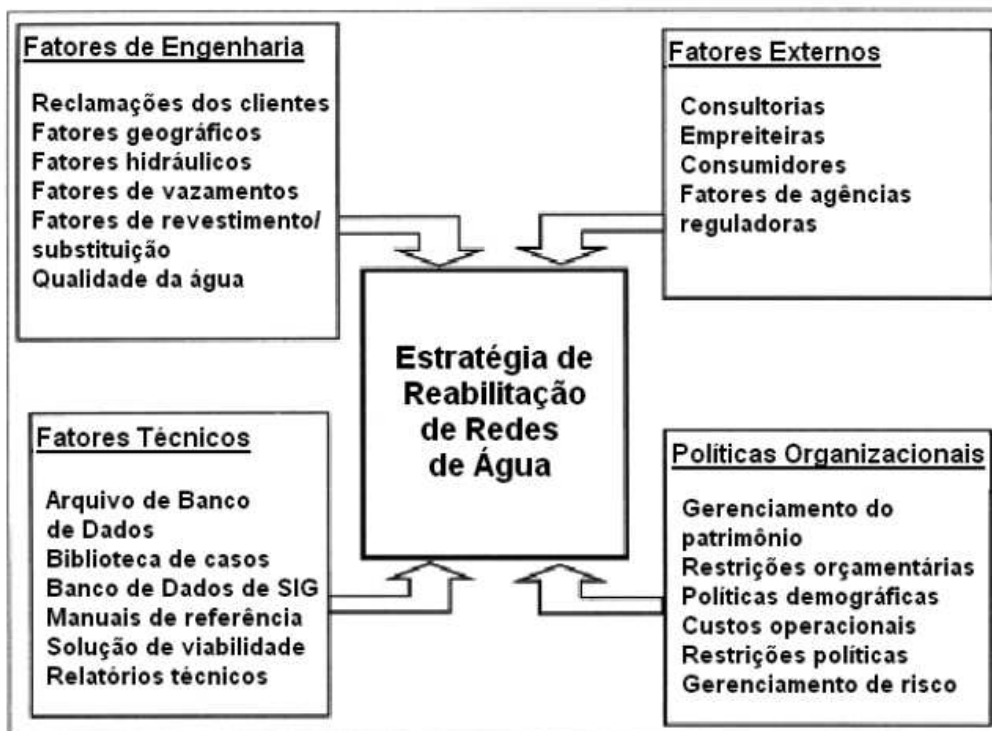 Fatores de Engenharia
Reclamações dos clientes
Fatores geográficos
Fatores hidráulicos
Fatores de vazamentos
Fatores de revestimento/
substituição
Qualidade da água
Fatores Externos
Consultorias
Empreiteiras
Consumidores
Fatores de agências
reguladoras
Estratégia de
Reabilitação
de Redes
de Água
Fatores Técnicos
Arquivo de Banco
de Dados
Biblioteca de casos
Banco de Dados de SIG
Manuais de referência
Solução de viabilidade
Relatórios técnicos
Políticas Organizacionais
Gerenciamento do
patrimônio
Restrições orçamentárias
Políticas demográficas
Custos operacionais
Restrições políticas
Gerenciamento de risco